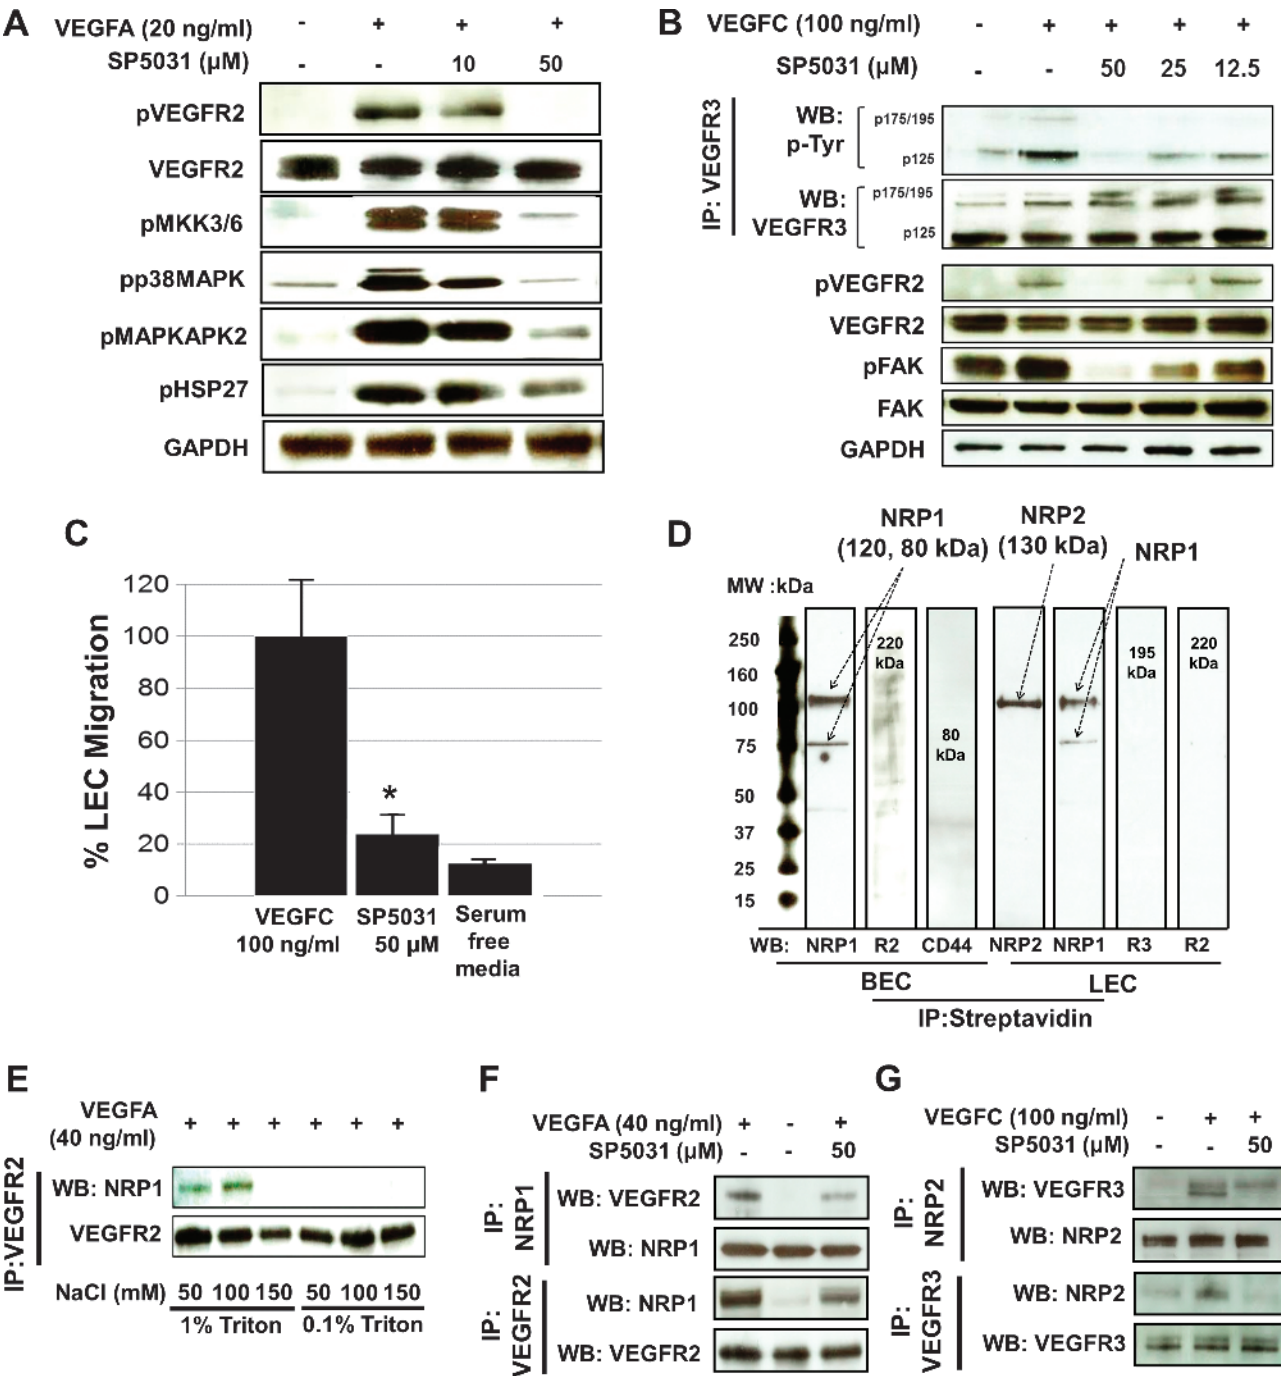 A
VEGFA (20 ng/ml) - + + +
SP5031 (µM) - - 10 50
pVEGFR2
VEGFR2
pMKK3/6
pp38MAPK
pMAPKAPK2
pHSP27
GAPDH
B
VEGFC (100 ng/ml) - + + + +
SP5031 (µM) - - 50 25 12.5
IP: VEGFR3
WB: p175/195
p-Tyr p125
WB: p175/195
VEGFR3 p125
pVEGFR2
VEGFR2
pFAK
FAK
GAPDH
C
% LEC Migration
120
100
80
60
40
20
0
*
VEGFC SP5031 Serum
100 ng/ml 50 µM free
media
D
NRP1 NRP2
(120, 80 kDa) (130 kDa) NRP1
MW :kDa
250
160
100
75
50
37
25
15
220
kDa
80
kDa
195
kDa
220
kDa
WB: NRP1 R2 CD44 NRP2 NRP1 R3 R2
BEC LEC
IP:Streptavidin
E
VEGFA
(40 ng/ml) + + + + + +
IP:VEGFR2
WB: NRP1
VEGFR2
NaCl (mM) 50 100 150 50 100 150
1% Triton 0.1% Triton
F
VEGFA (40 ng/ml) + - +
SP5031 (µM) - - 50
IP:
NRP1
WB: VEGFR2
WB: NRP1
IP:
VEGFR2
WB: NRP1
WB: VEGFR2
G
VEGFC (100 ng/ml) - + +
SP5031 (µM) - - 50
IP:
NRP2
WB: VEGFR3
WB: NRP2
IP:
VEGFR3
WB: NRP2
WB: VEGFR3